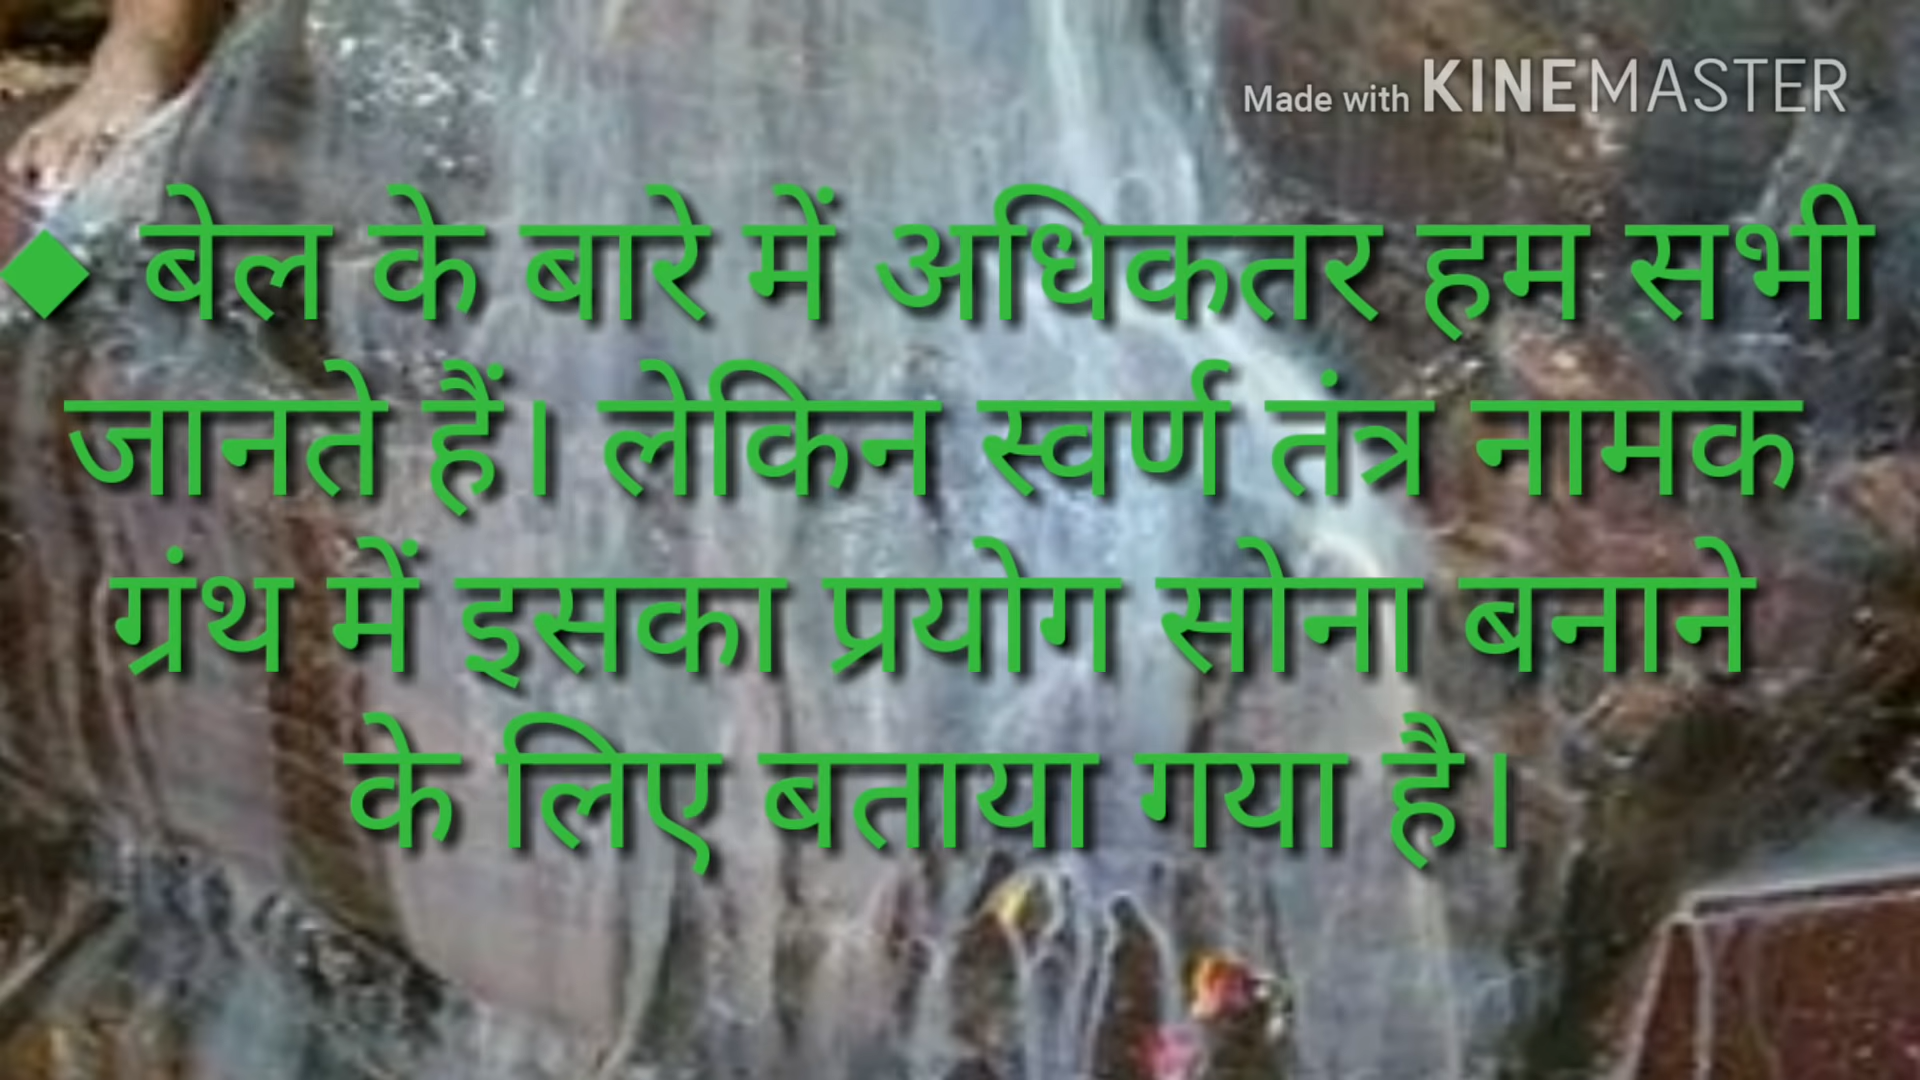 Made with KINEMASTER
◆ बेल के बारे में अधिकतर हम सभी
जानते हैं। लेकिन स्वर्ण तंत्र नामक
ग्रंथ में इसका प्रयोग सोना बनाने
के लिए बताया गया है।